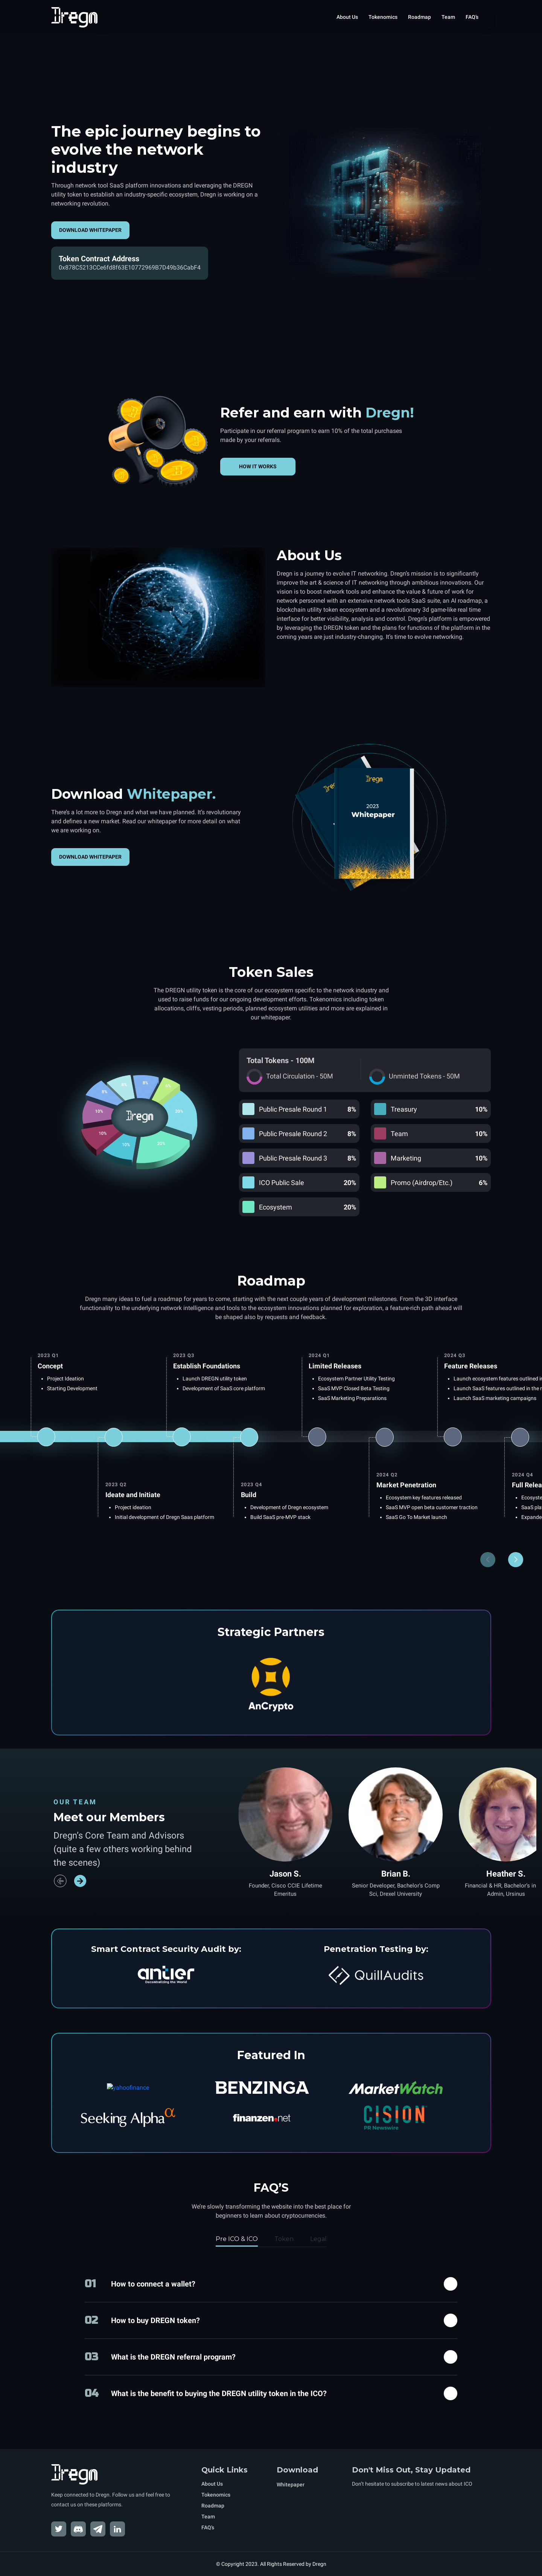 Dregn
About Us Tokenomics Roadmap Team FAQ's
The epic journey begins to
evolve the network
industry
Through network tool SaaS platform innovations and leveraging the DREGN
utility token to establish an industry-specific ecosystem, Dregn is working on a
networking revolution.
DOWNLOAD WHITEPAPER
Token Contract Address
0x878C5213CCe6fd8f63E10772969B7D49b36CabF4
Refer and earn with Dregn!
Participate in our referral program to earn 10% of the total purchases
made by your referrals.
HOW IT WORKS
About Us
Dregn is a journey to evolve IT networking. Dregn's mission is to significantly
improve the art & science of IT networking through ambitious innovations. Our
vision is to boost network tools and enhance the value & future of work for
network personnel with an extensive network tools SaaS suite, an AI roadmap, a
blockchain utility token ecosystem and a revolutionary 3d game-like real time
interface for better visibility, analysis and control. Dregn's platform is empowered
by leveraging the DREGN token and the plans for functions of the platform in the
coming years are just industry-changing. It's time to evolve networking.
Download Whitepaper.
There's a lot more to Dregn and what we have planned. It's revolutionary
and defines a new market. Read our whitepaper for more detail on what
we are working on.
DOWNLOAD WHITEPAPER
Dregn
2023
Whitepaper
Token Sales
The DREGN utility token is the core of our ecosystem specific to the network industry and
used to raise funds for our ongoing development efforts. Tokenomics including token
allocations, cliffs, vesting periods, planned ecosystem utilities and more are explained in
our whitepaper.
Dregn
8%
8%
8%
6%
20%
20%
10%
10%
10%
Total Tokens - 100M
Total Circulation - 50M
Unminted Tokens - 50M
Public Presale Round 1 8%
Treasury 10%
Public Presale Round 2 8%
Team 10%
Public Presale Round 3 8%
Marketing 10%
ICO Public Sale 20%
Promo (Airdrop/Etc.) 6%
Ecosystem 20%
Roadmap
Dregn many ideas to fuel a roadmap for years to come, starting with the next couple years of development milestones. From the 3D interface
functionality to the underlying network intelligence and tools to the ecosystem innovations planned for exploration, a feature-rich path ahead will
be shaped also by requests and feedback.
2023 Q1
Concept
Project Ideation
Starting Development
2023 Q3
Establish Foundations
Launch DREGN utility token
Development of SaaS core platform
2024 Q1
Limited Releases
Ecosystem Partner Utility Testing
SaaS MVP Closed Beta Testing
SaaS Marketing Preparations
2024 Q3
Feature Releases
Launch ecosystem features outlined i
Launch SaaS features outlined in the r
Launch SaaS marketing campaigns
2023 Q2
Ideate and Initiate
Project ideation
Initial development of Dregn Saas platform
2023 Q4
Build
Development of Dregn ecosystem
Build SaaS pre-MVP stack
2024 Q2
Market Penetration
Ecosystem key features released
SaaS MVP open beta customer traction
SaaS Go To Market launch
2024 Q4
Full Relea
Ecosyste
SaaS pla
Expande
Strategic Partners
AnCrypto
OUR TEAM
Meet our Members
Dregn's Core Team and Advisors
(quite a few others working behind
the scenes)
Jason S.
Founder, Cisco CCIE Lifetime
Emeritus
Brian B.
Senior Developer, Bachelor's Comp
Sci, Drexel University
Heather S.
Financial & HR, Bachelor's in
Admin, Ursinus
Smart Contract Security Audit by:
antier
Decentralizing the World
Penetration Testing by:
QuillAudits
Featured In
yahoofinance
BENZINGA
MarketWatch
Seeking Alpha α
finanzen.net
CISION
PR Newswire
FAQ'S
We're slowly transforming the website into the best place for
beginners to learn about cryptocurrencies.
Pre ICO & ICO Token Legal
01 How to connect a wallet?
02 How to buy DREGN token?
03 What is the DREGN referral program?
04 What is the benefit to buying the DREGN utility token in the ICO?
Dregn
Keep connected to Dregn. Follow us and feel free to
contact us on these platforms.
Quick Links
About Us
Tokenomics
Roadmap
Team
FAQ's
Download
Whitepaper
Don't Miss Out, Stay Updated
Don't hesitate to subscribe to latest news about ICO
© Copyright 2023. All Rights Reserved by Dregn